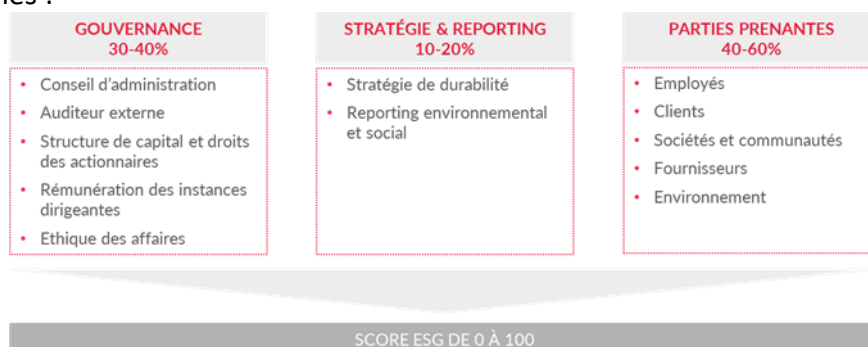 GOUVERNANCE
30-40%
• Conseil d'administration
• Auditeur externe
• Structure de capital et droits
des actionnaires
• Rémunération des instances
dirigeantes
• Ethique des affaires
STRATÉGIE & REPORTING
10-20%
• Stratégie de durabilité
• Reporting environnemental
et social
PARTIES PRENANTES
40-60%
• Employés
• Clients
• Sociétés et communautés
• Fournisseurs
• Environnement
SCORE ESG DE 0 À 100